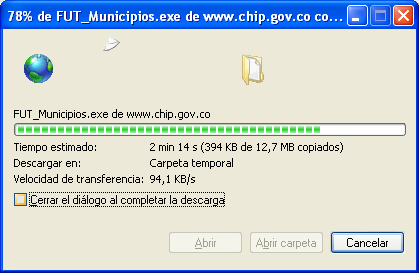 78% de FUT_Municipios.exe de www.chip.gov.co co...
FUT_Municipios.exe de www.chip.gov.co
Tiempo estimado: 2 min 14 s (394 KB de 12,7 MB copiados)
Descargar en: Carpeta temporal
Velocidad de transferencia: 94,1 KB/s
Cerrar el diálogo al completar la descarga
Abrir Abrir carpeta Cancelar